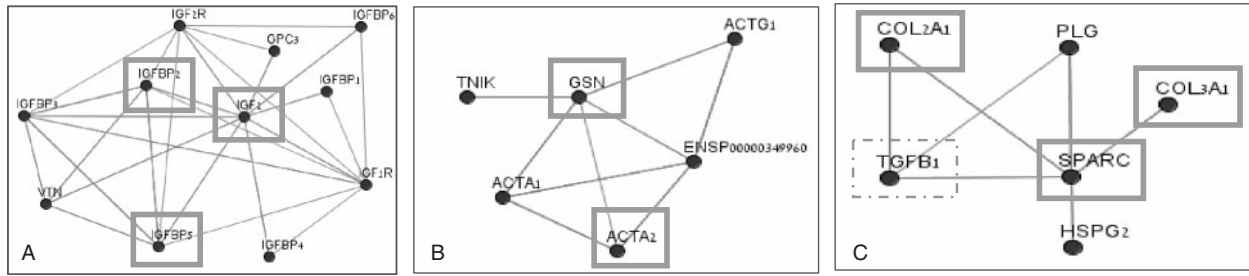 IGF2R
IGFBP6
GPC3
IGFBP2
IGFBP1
IGF2
IGFBP3
GF1R
VTN
IGFBP5
IGFBP4
A
ACTG1
TNIK
GSN
ENSP00000349960
ACTA1
ACTA2
B
COL2A1
PLG
COL3A1
TGFB1
SPARC
HSPG2
C